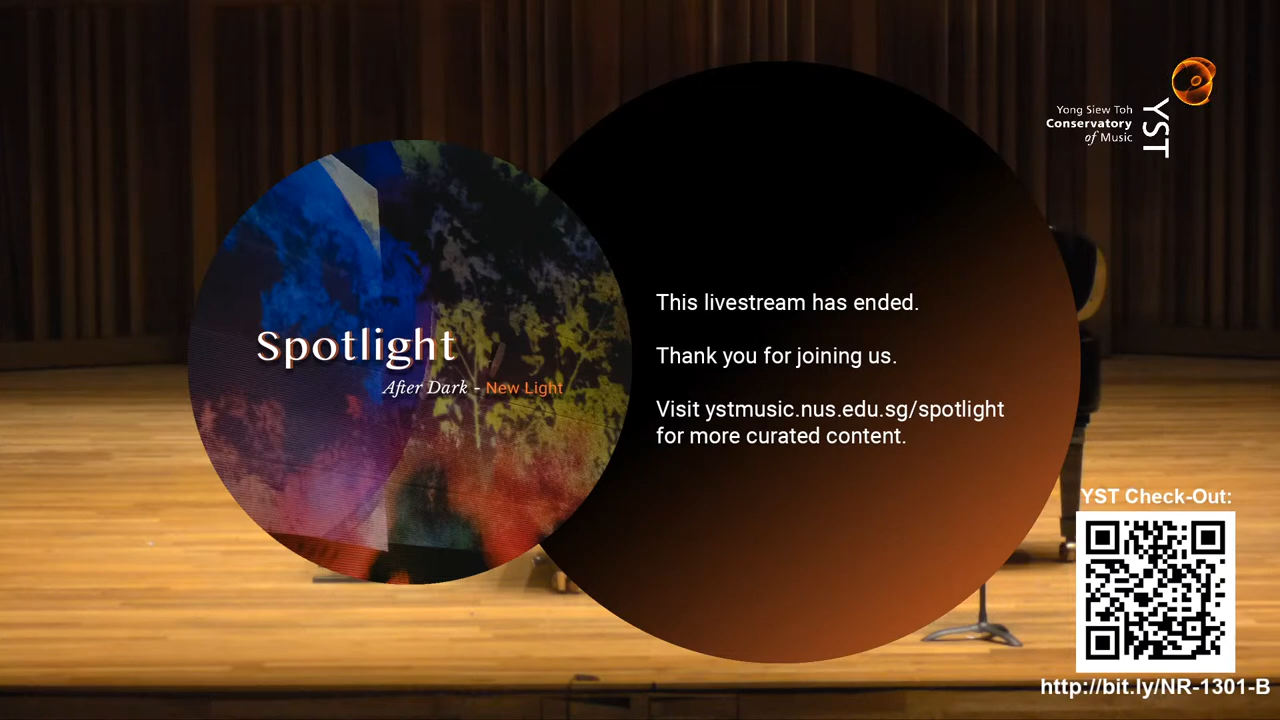 Yong Siew Toh
Conservatory
of Music
YST
Spotlight
After Dark - New Light
This livestream has ended.
Thank you for joining us.
Visit ystmusic.nus.edu.sg/spotlight
for more curated content.
YST Check-Out:
http://bit.ly/NR-1301-B